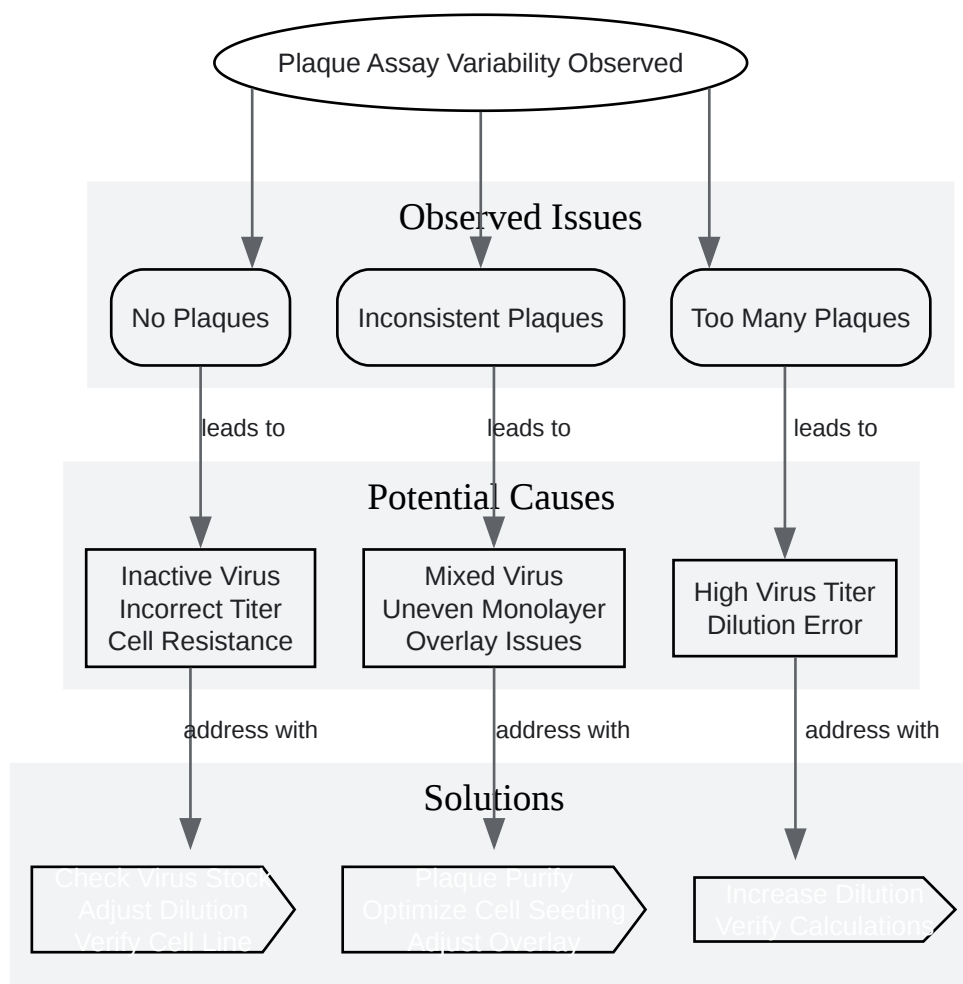 Plaque Assay Variability Observed
Observed Issues
No Plaques
Inconsistent Plaques
Too Many Plaques
leads to
leads to
leads to
Potential Causes
Inactive Virus
Incorrect Titer
Cell Resistance
Mixed Virus
Uneven Monolayer
Overlay Issues
High Virus Titer
Dilution Error
address with
address with
address with
Solutions
Check Virus Stock
Adjust Dilution
Verify Cell Line
Plaque Purify
Optimize Cell Seeding
Adjust Overlay
Increase Dilution
Verify Calculations